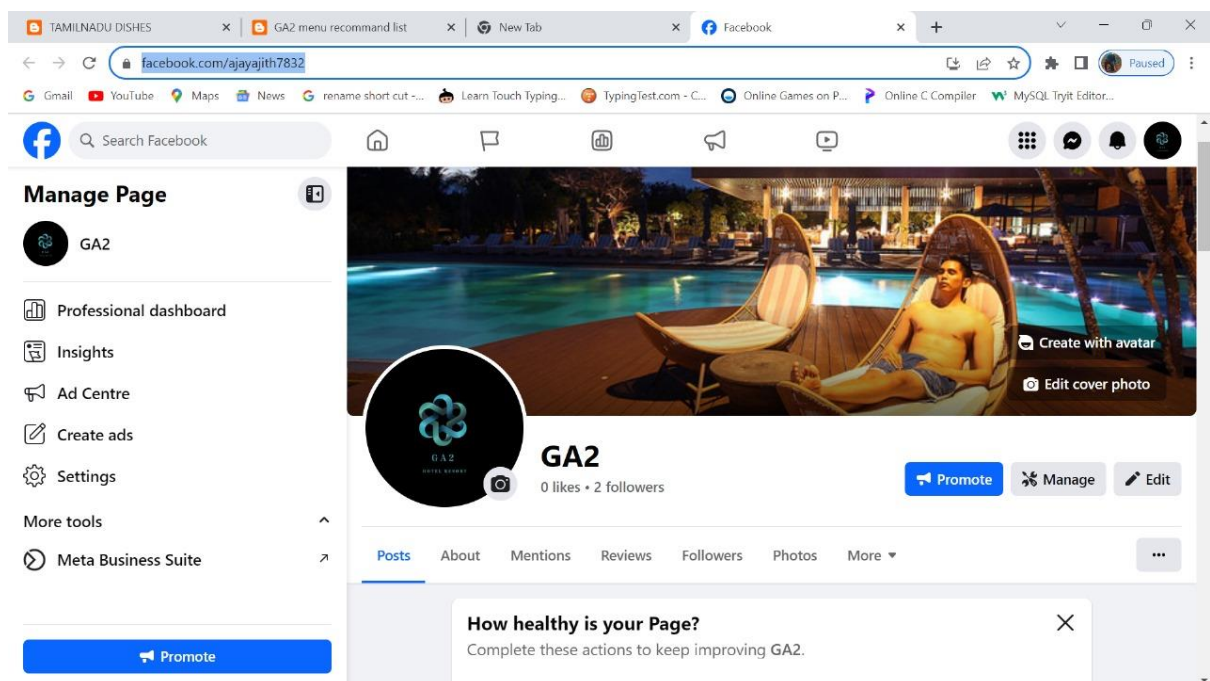 TAMILNADU DISHES
GA2 menu recommand list
New Tab
Facebook
facebook.com/ajayajith7832
Paused
Gmail
YouTube
Maps
News
rename short cut -...
Learn Touch Typing...
TypingTest.com - C...
Online Games on P...
Online C Compiler
MySQL Tryit Editor...
Search Facebook
Manage Page
GA2
Professional dashboard
Insights
Ad Centre
Create ads
Settings
More tools
Meta Business Suite
Promote
Create with avatar
Edit cover photo
GA2
HOTEL RESORT
GA2
0 likes • 2 followers
Promote
Manage
Edit
Posts
About
Mentions
Reviews
Followers
Photos
More
How healthy is your Page?
Complete these actions to keep improving GA2.